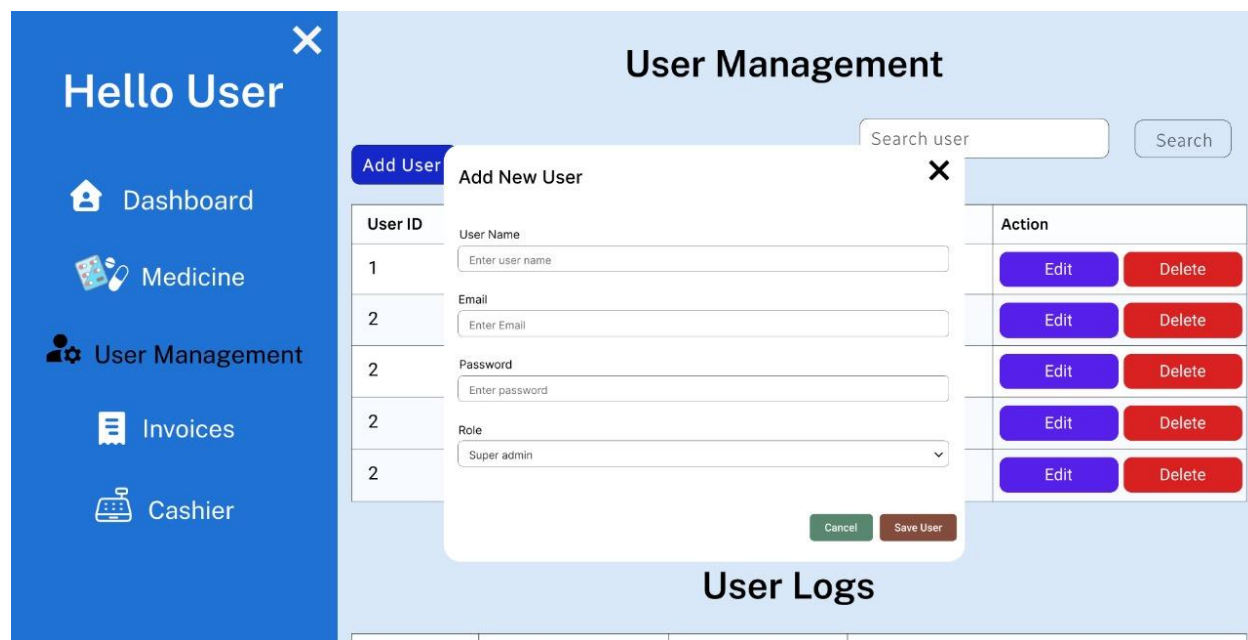 Hello User
Dashboard
Medicine
User Management
Invoices
Cashier
User Management
Search user
Search
Add User
User ID
Action
1
Edit
Delete
2
Edit
Delete
2
Edit
Delete
2
Edit
Delete
2
Edit
Delete
Add New User
User Name
Enter user name
Email
Enter Email
Password
Enter password
Role
Super admin
Cancel
Save User
User Logs